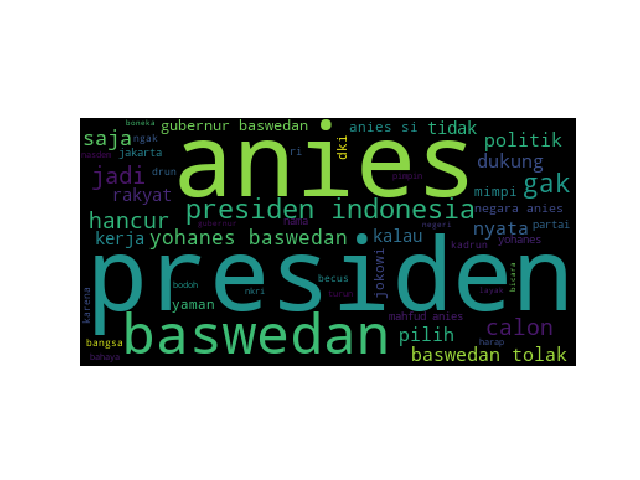 boneka
gubernur baswedan
anies si
tidak
saja
ngak
dki
politik
jakarta
ri
anies
dukung
jadi
drun
pimpin
gak
rakyat
mimpi
presiden indonesia
negara anies
hancur
nama
nyata
partai
kerja
yohanes baswedan
kalau
kadrun
yohanes
presiden
jokowi
becus
bodoh
nkri
turun
layak
bicara
karena
yaman
baswedan
mahfud anies
calon
bangsa
pilih
harap
bahaya
baswedan tolak